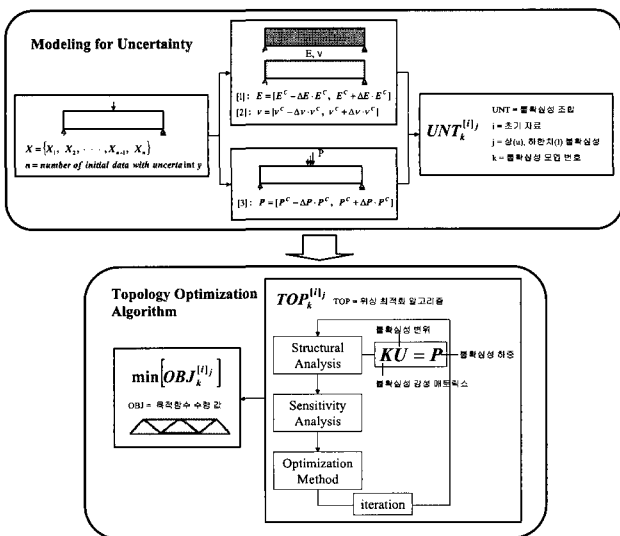 Modeling for Uncertainty
X = {X₁, X₂, · · · , Xₙ₋₁, Xₙ}
n = number of initial data with uncertaint y
E, ν
[1] : E = [E^C − ΔE · E^C, E^C + ΔE · E^C]
[2] : ν = [ν^C − Δν · ν^C, ν^C + Δν · ν^C]
P
[3] : P = [P^C − ΔP · P^C, P^C + ΔP · P^C]
UNT_k^{[i]j}
UNT = 불확실성 조합
i = 초기 자료
j = 상(u), 하한치(l) 불확실성
k = 불확실성 모업 번호
Topology Optimization
Algorithm
min[OBJ_k^{[i]j}]
OBJ = 목적함수 수렴 값
TOP_k^{[i]j} TOP = 위상 최적화 알고리즘
불확실성 변위
Structural
Analysis
KU = P
불확실성 하중
불확실성 강성 매트릭스
Sensitivity
Analysis
Optimization
Method
iteration